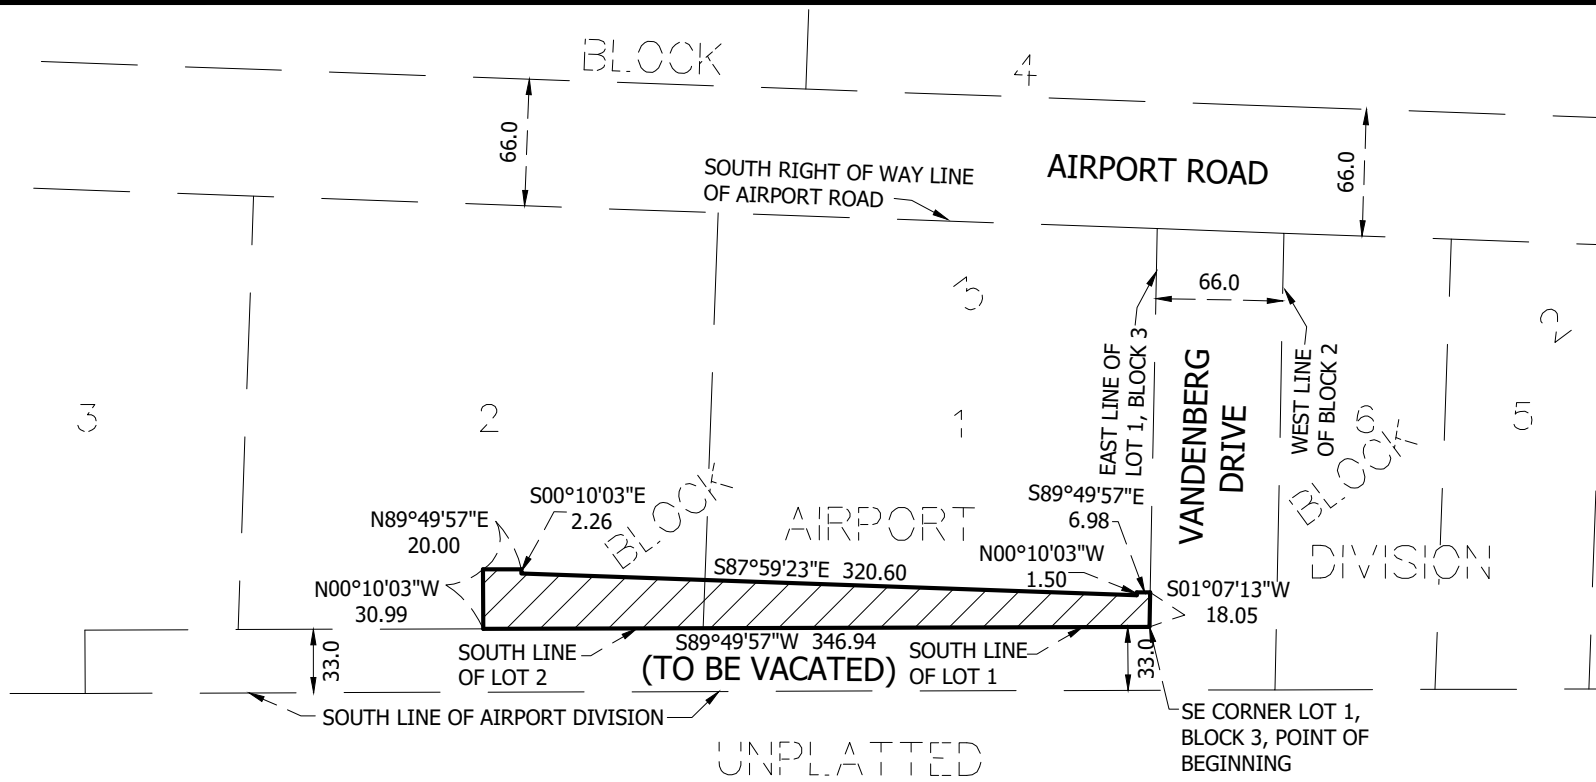 BLOCK
4
66.0
SOUTH RIGHT OF WAY LINE
OF AIRPORT ROAD
AIRPORT ROAD
66.0
3
66.0
2
EAST LINE OF
LOT 1, BLOCK 3
VANDENBERG
DRIVE
WEST LINE
OF BLOCK 2
3
2
1
6
5
BLOCK
BLOCK
AIRPORT
DIVISION
N89°49'57"E
20.00
S00°10'03"E
2.26
S89°49'57"E
6.98
N00°10'03"W
1.50
N00°10'03"W
30.99
S87°59'23"E 320.60
S01°07'13"W
18.05
S89°49'57"W 346.94
33.0
SOUTH LINE
OF LOT 2
(TO BE VACATED)
SOUTH LINE
OF LOT 1
33.0
SOUTH LINE OF AIRPORT DIVISION
SE CORNER LOT 1,
BLOCK 3, POINT OF
BEGINNING
UNPLATTED